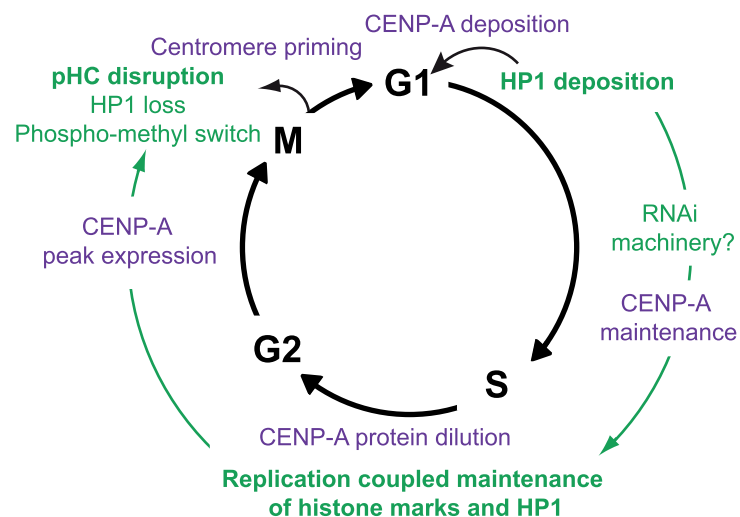 CENP-A deposition
Centromere priming
pHC disruption
HP1 loss
Phospho-methyl switch
G1
HP1 deposition
M
RNAi
machinery?
CENP-A
peak expression
CENP-A
maintenance
G2
S
CENP-A protein dilution
Replication coupled maintenance
of histone marks and HP1